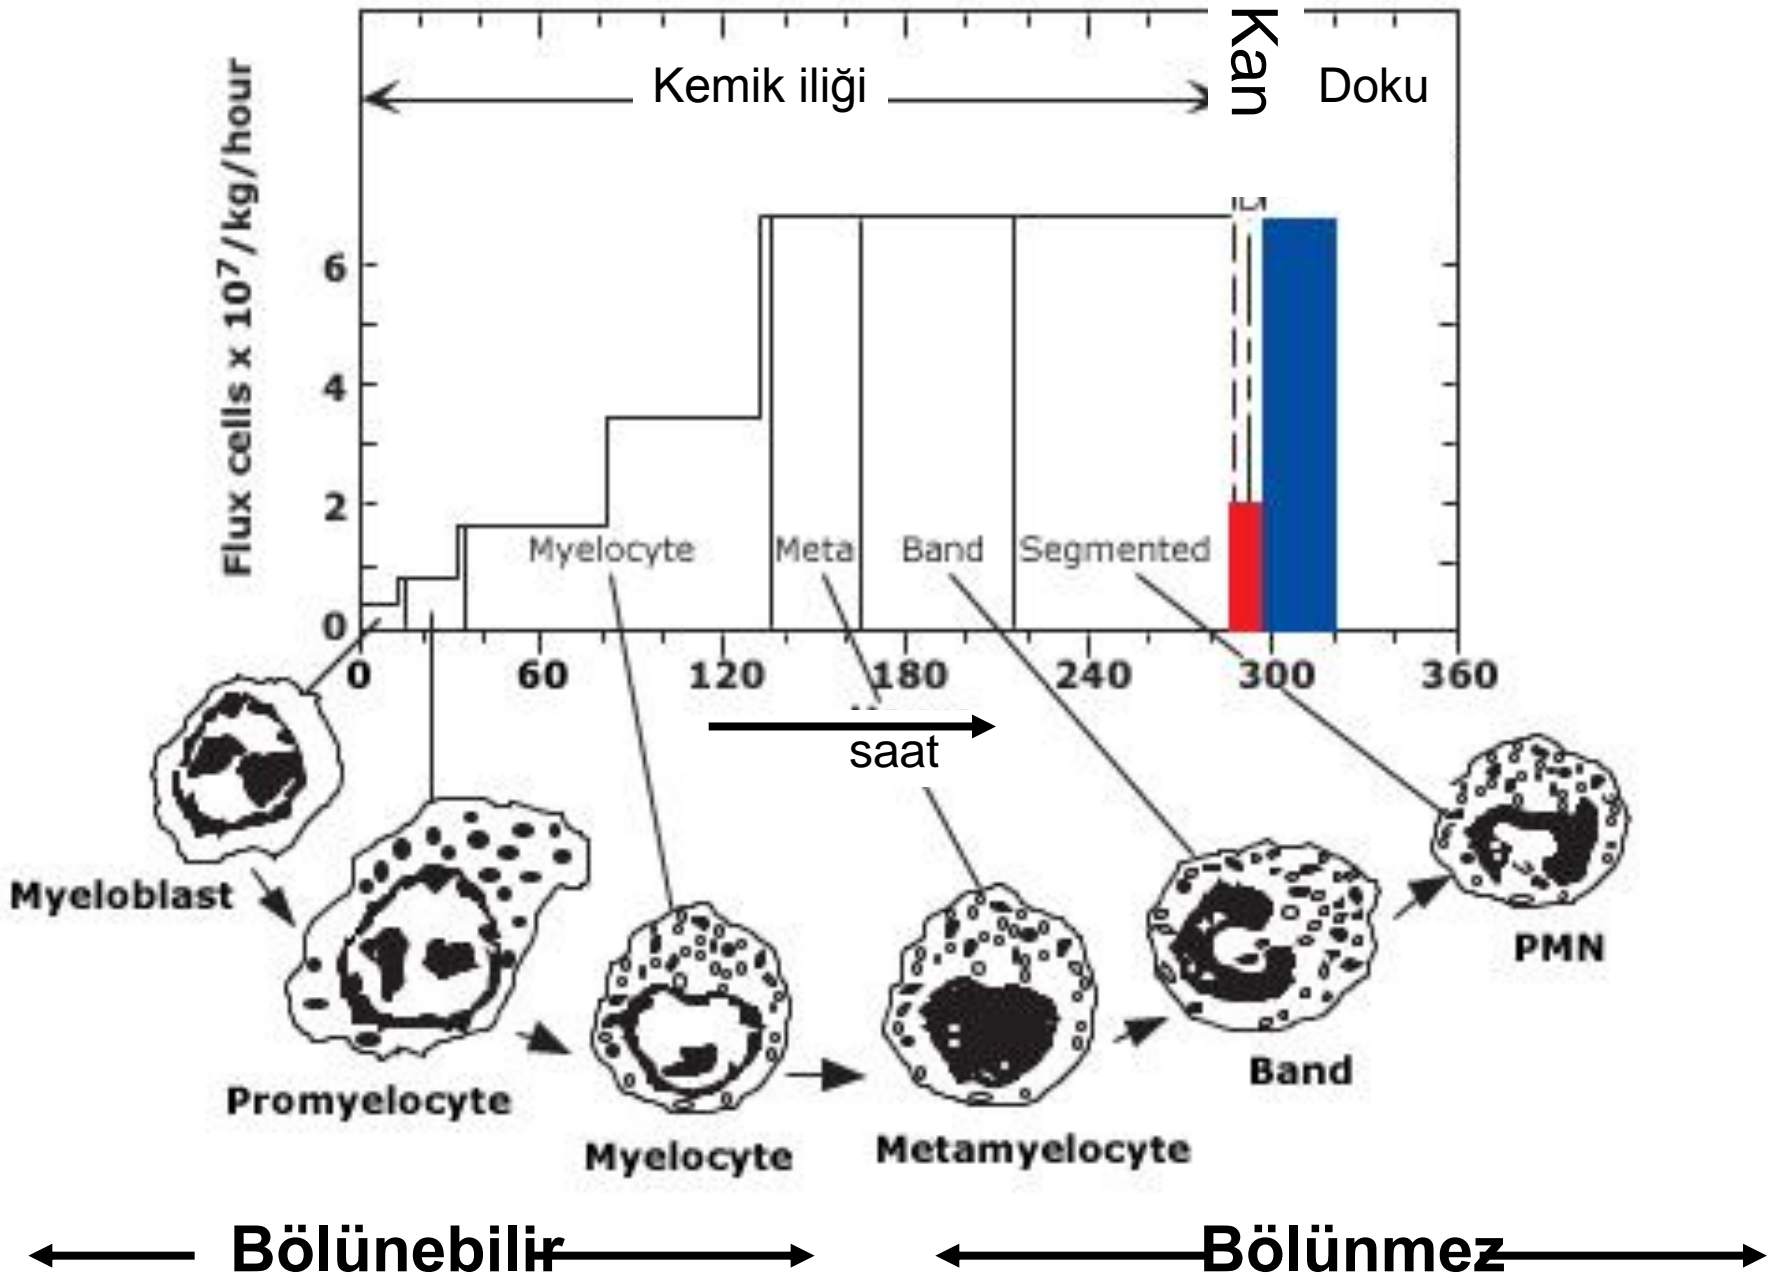 Kemik iliği
Kan
Doku
Flux cells x 10⁷/kg/hour
6
4
2
0
Myelocyte
Meta
Band
Segmented
0 60 120 180 240 300 360
saat
Myeloblast
Promyelocyte
Myelocyte
Metamyelocyte
Band
PMN
Bölünebilir
Bölünmez